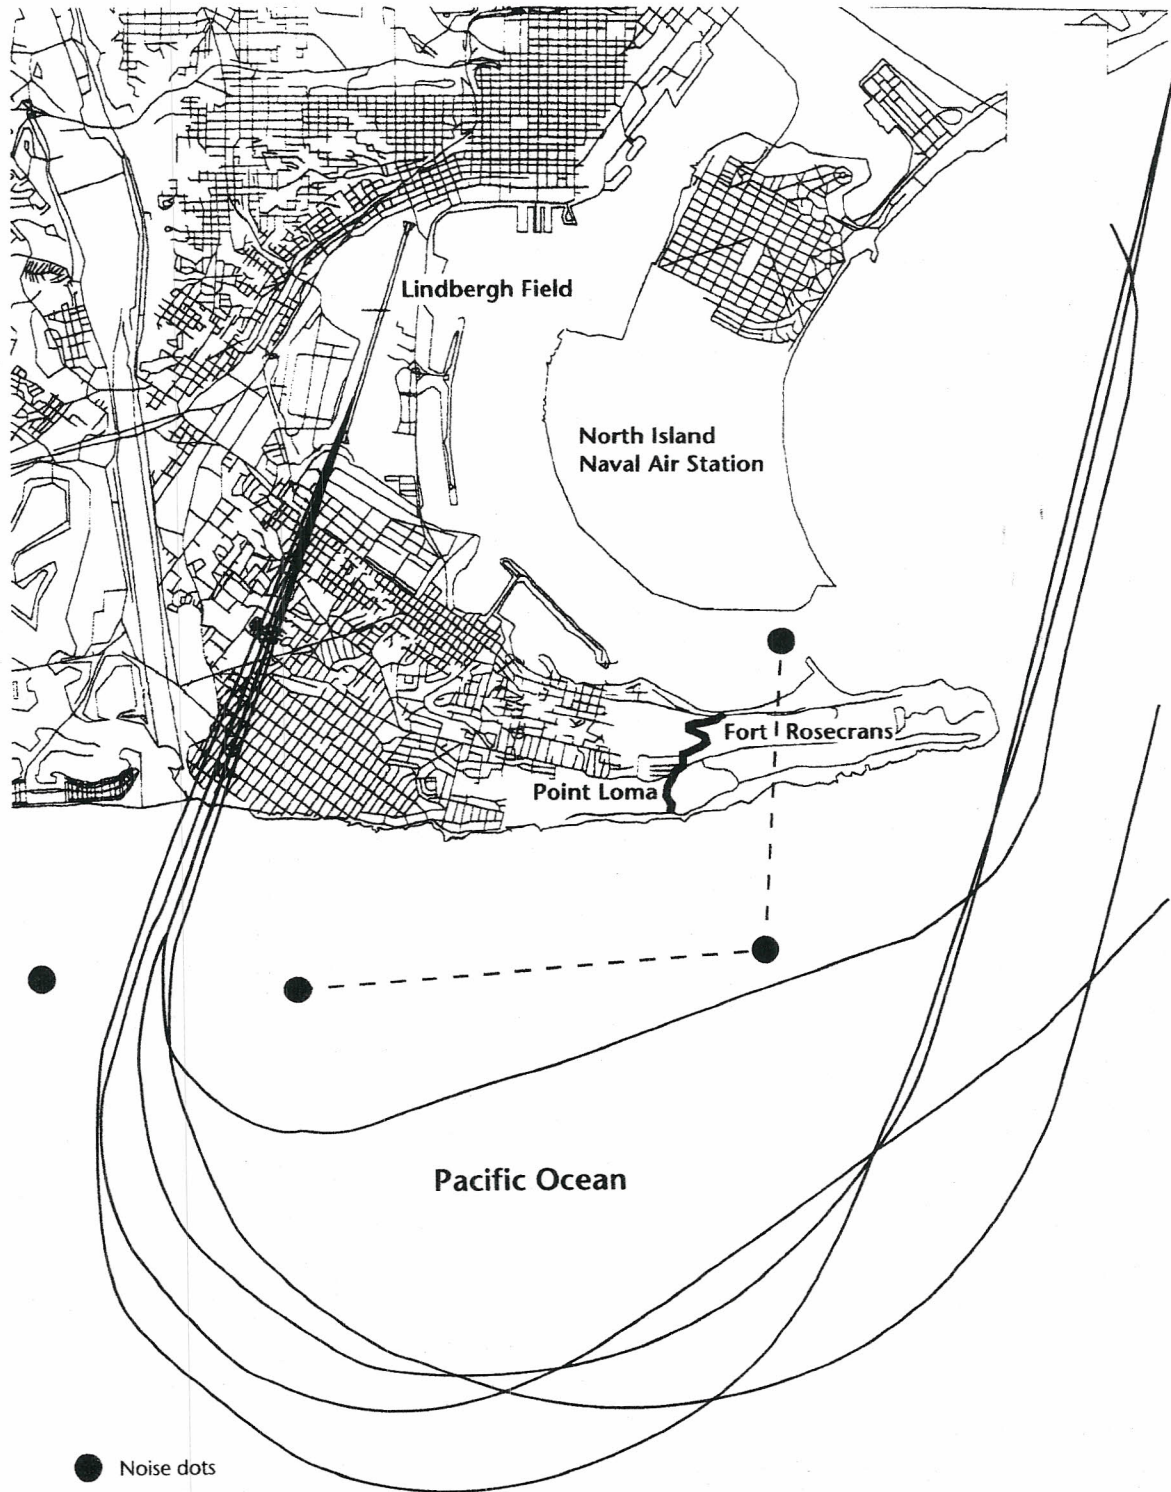 Lindbergh Field
North Island
Naval Air Station
Fort Rosecrans
Point Loma
Pacific Ocean
Noise dots